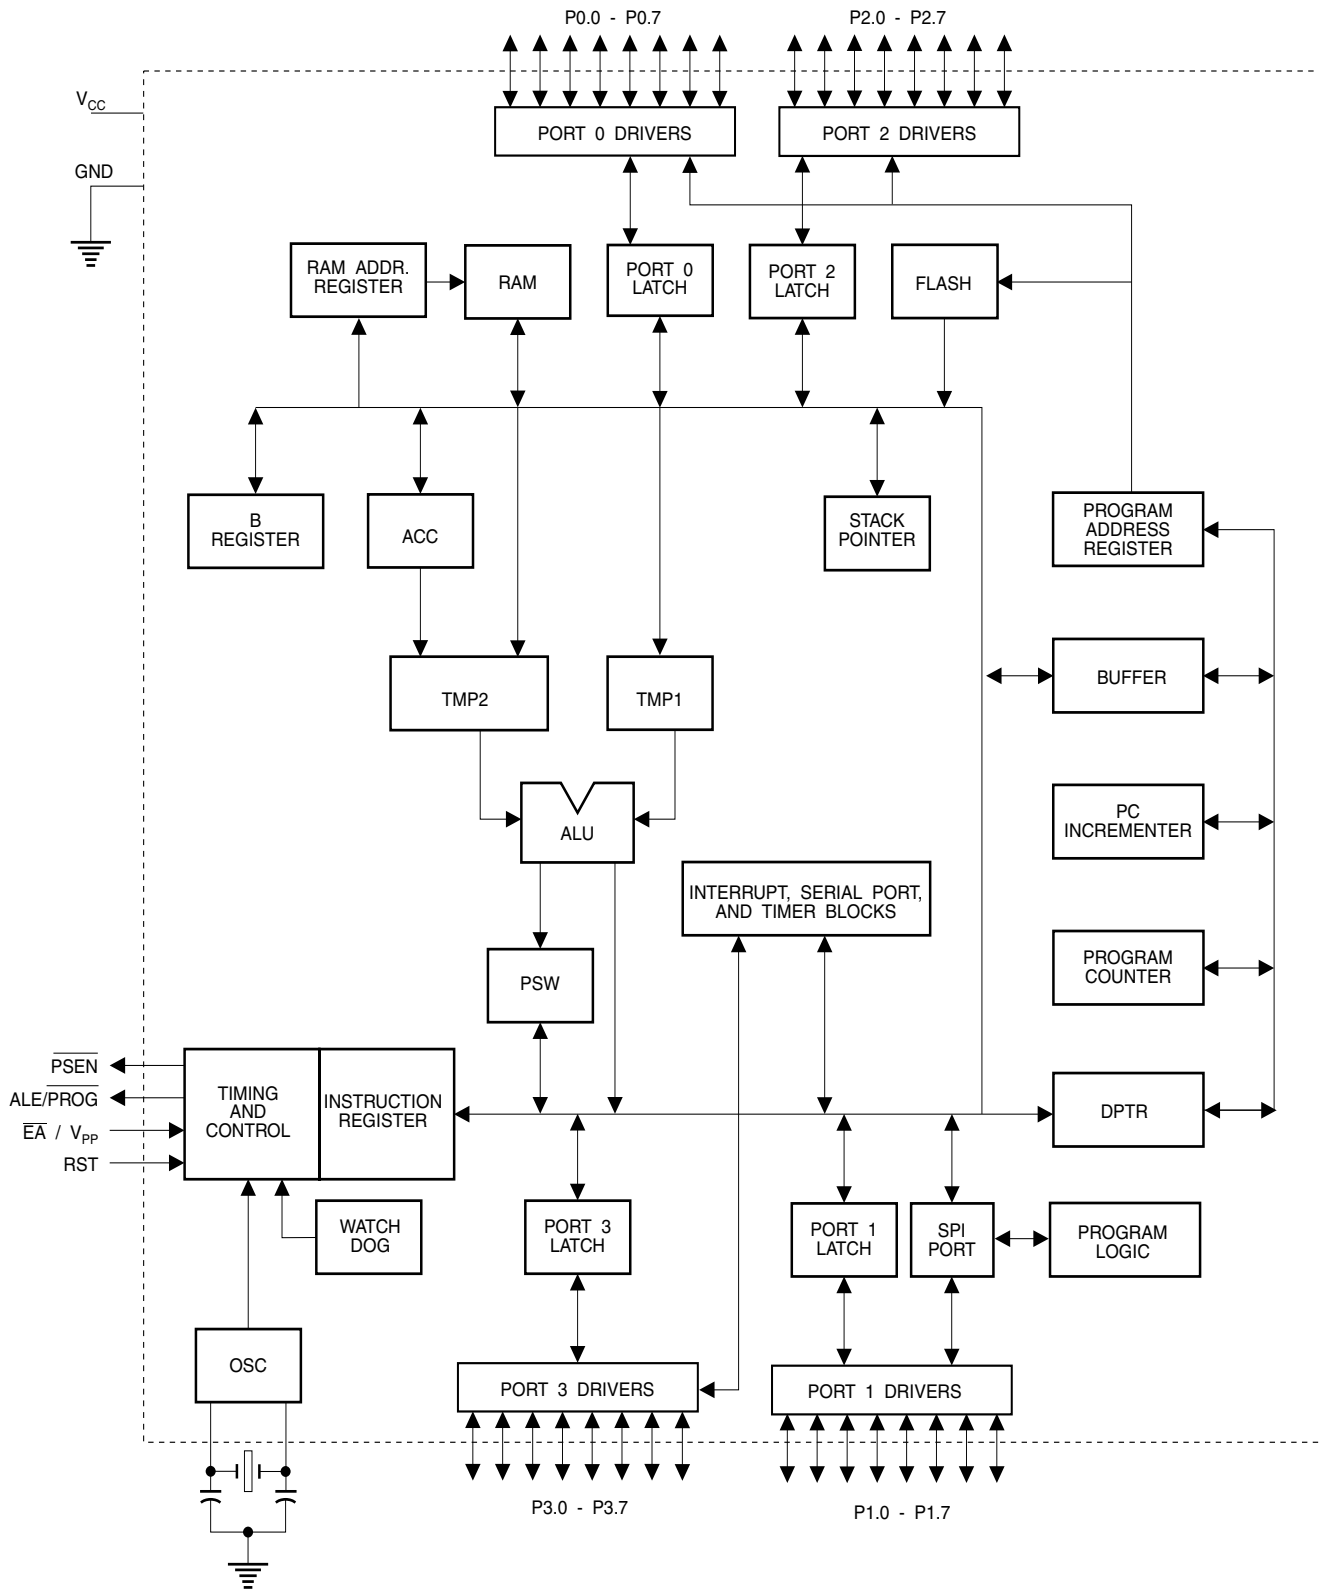 P0.0 - P0.7
P2.0 - P2.7
VCC
GND
PORT 0 DRIVERS
PORT 2 DRIVERS
RAM ADDR.
REGISTER
RAM
PORT 0
LATCH
PORT 2
LATCH
FLASH
B
REGISTER
ACC
STACK
POINTER
PROGRAM
ADDRESS
REGISTER
TMP2
TMP1
BUFFER
ALU
PC
INCREMENTER
INTERRUPT, SERIAL PORT,
AND TIMER BLOCKS
PSW
PROGRAM
COUNTER
PSEN
ALE/PROG
EA / VPP
RST
TIMING
AND
CONTROL
INSTRUCTION
REGISTER
DPTR
WATCH
DOG
PORT 3
LATCH
PORT 1
LATCH
SPI
PORT
PROGRAM
LOGIC
OSC
PORT 3 DRIVERS
PORT 1 DRIVERS
P3.0 - P3.7
P1.0 - P1.7